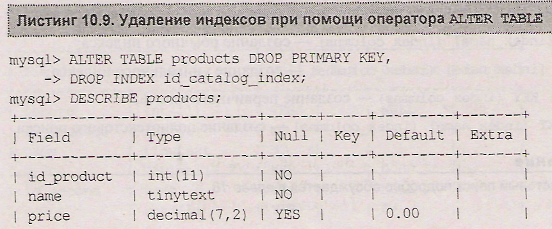 Листинг 10.9. Удаление индексов при помощи оператора ALTER TABLE
mysql> ALTER TABLE products DROP PRIMARY KEY,
-> DROP INDEX id_catalog_index;
mysql> DESCRIBE products;
+------------+--------------+------+-----+---------+-------+
| Field | Type | Null | Key | Default | Extra |
+------------+--------------+------+-----+---------+-------+
| id_product | int(11) | NO | | | |
| name | tinytext | NO | | | |
| price | decimal(7,2) | YES | | 0.00 | | |